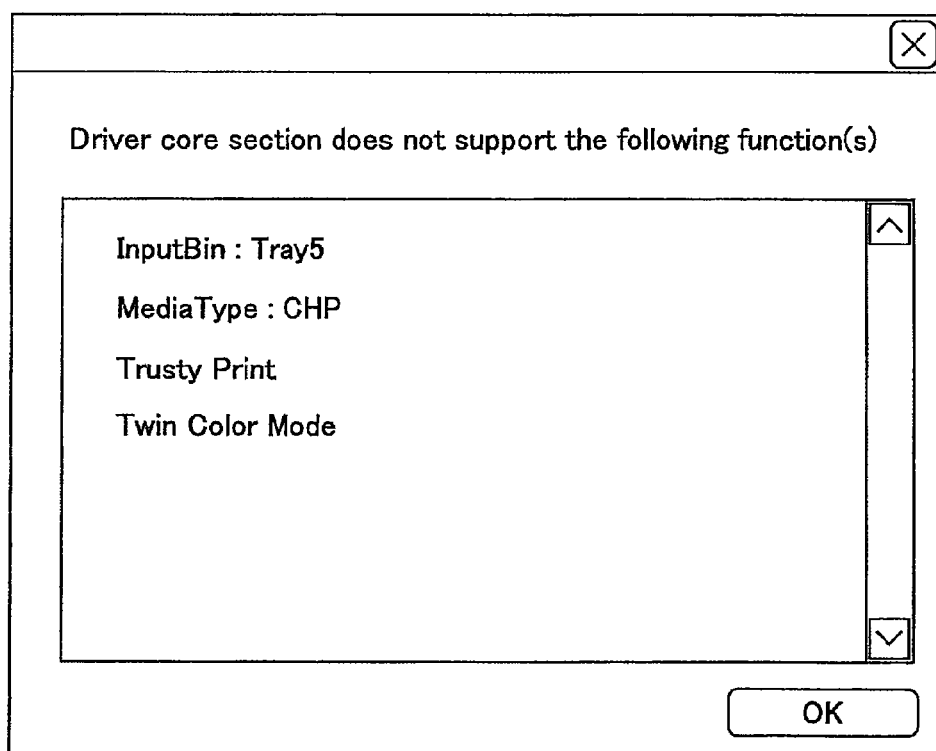 Driver core section does not support the following function(s)
InputBin : Tray5
MediaType : CHP
Trusty Print
Twin Color Mode
OK